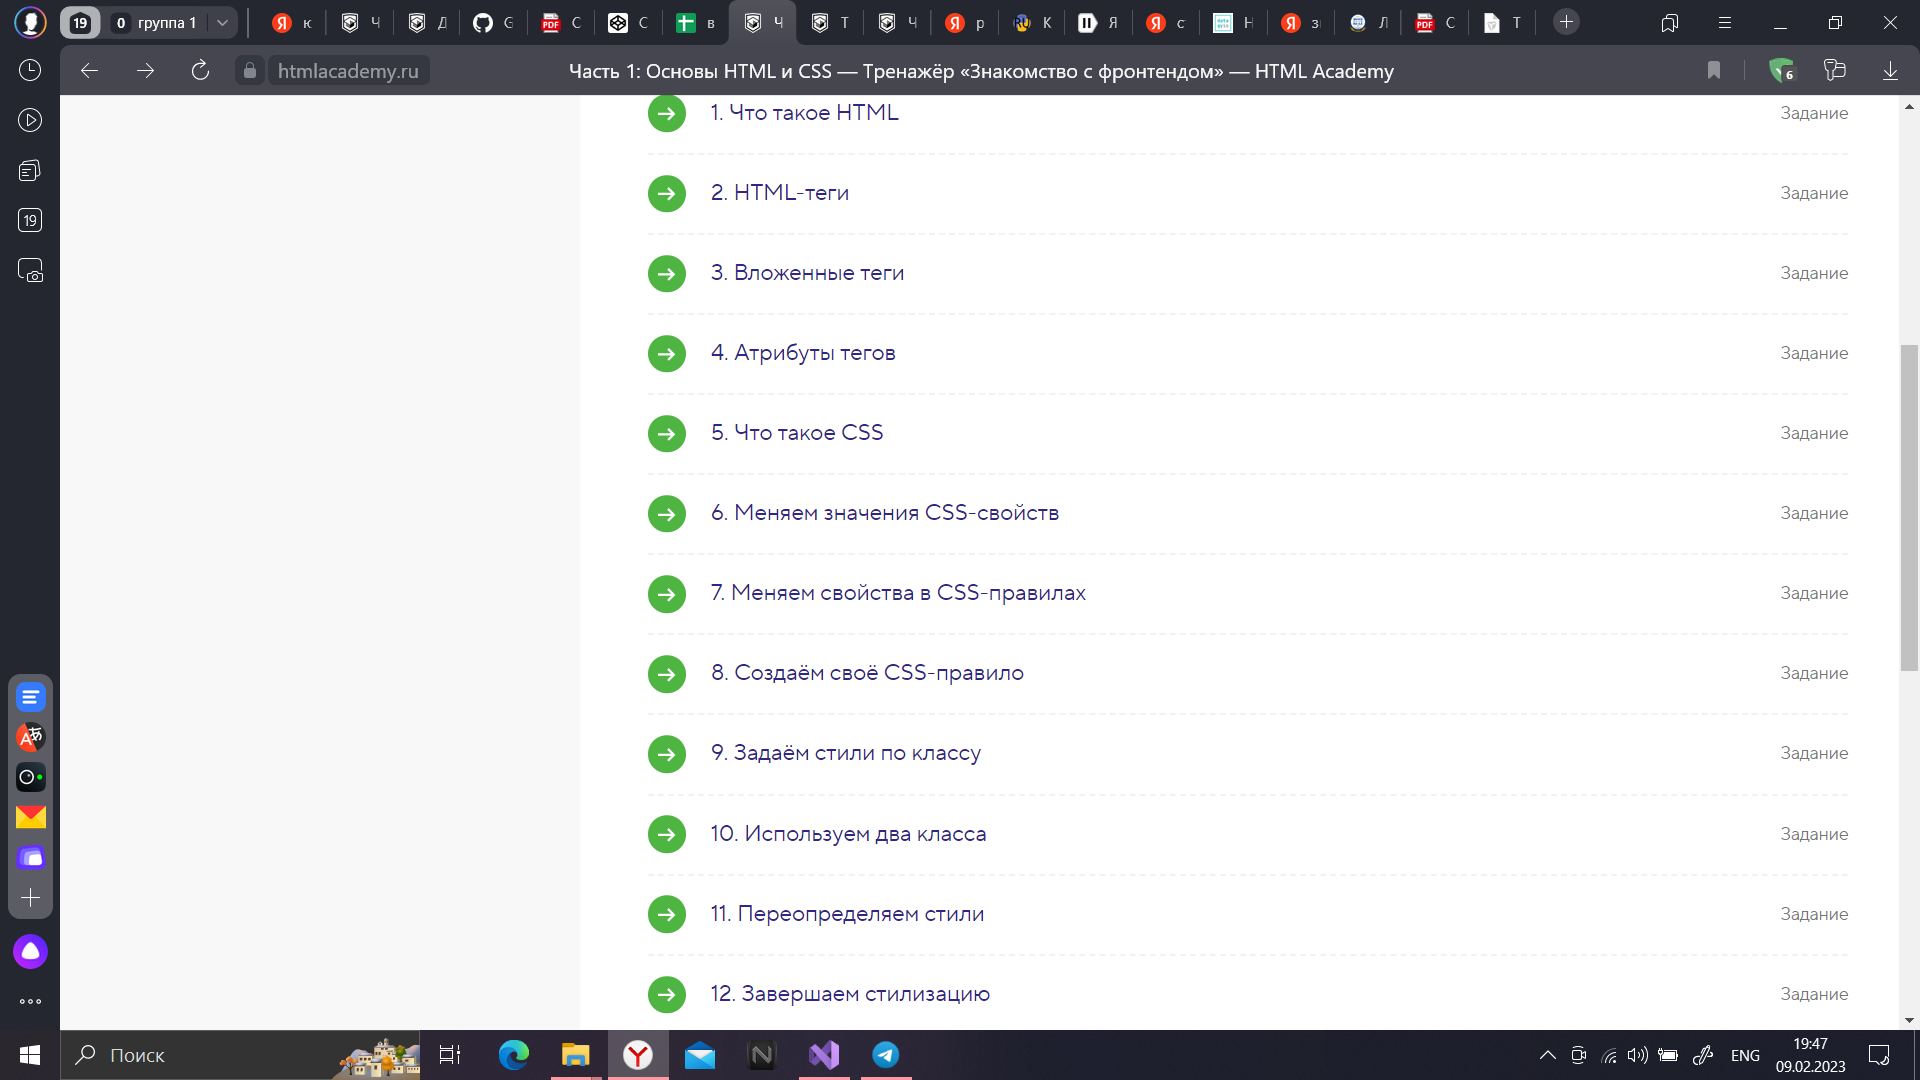 19
0 группа 1
К
Ч
Д
G
С
С
в
Ч
Т
Ч
р
К
Я
с
Н
з
Л
С
Т
htmlacademy.ru
Часть 1: Основы HTML и CSS — Тренажёр «Знакомство с фронтендом» — HTML Academy
6
19
1. Что такое HTML Задание
2. HTML-теги Задание
3. Вложенные теги Задание
4. Атрибуты тегов Задание
5. Что такое CSS Задание
6. Меняем значения CSS-свойств Задание
7. Меняем свойства в CSS-правилах Задание
8. Создаём своё CSS-правило Задание
9. Задаём стили по классу Задание
10. Используем два класса Задание
11. Переопределяем стили Задание
12. Завершаем стилизацию Задание
Поиск
ENG
19:47
09.02.2023